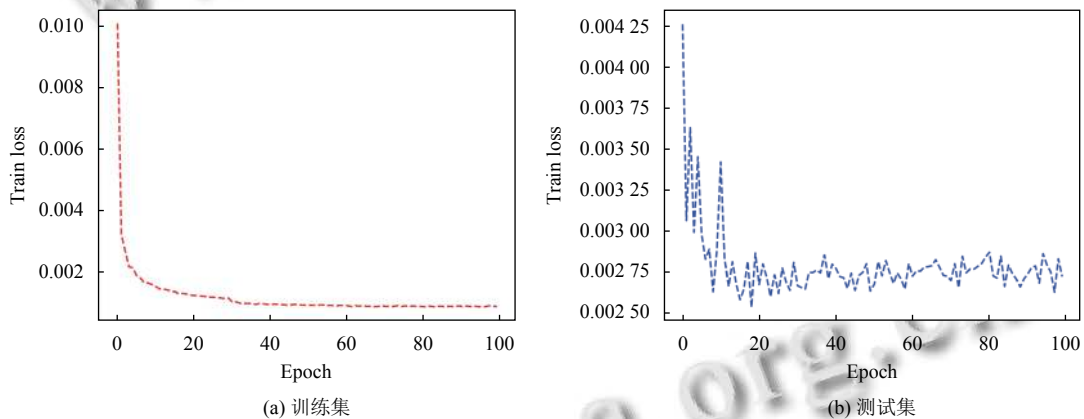 0.010
0.008
0.006
0.004
0.002
Train loss
0 20 40 60 80 100
Epoch
(a) 训练集
0.004 25
0.004 00
0.003 75
0.003 50
0.003 25
0.003 00
0.002 75
0.002 50
Train loss
0 20 40 60 80 100
Epoch
(b) 测试集
org.